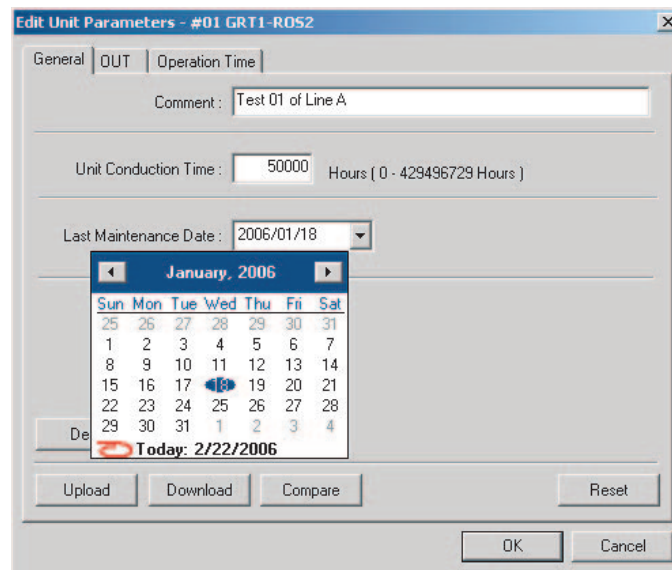 Edit Unit Parameters - #01 GRT1-ROS2
General OUT Operation Time
Comment : Test 01 of Line A
Unit Conduction Time : 50000 Hours ( 0 - 429496729 Hours )
Last Maintenance Date : 2006/01/18
January, 2006
Sun Mon Tue Wed Thu Fri Sat
25 26 27 28 29 30 31
1 2 3 4 5 6 7
8 9 10 11 12 13 14
15 16 17 18 19 20 21
22 23 24 25 26 27 28
29 30 31 1 2 3 4
De
Today: 2/22/2006
Upload Download Compare Reset
OK Cancel